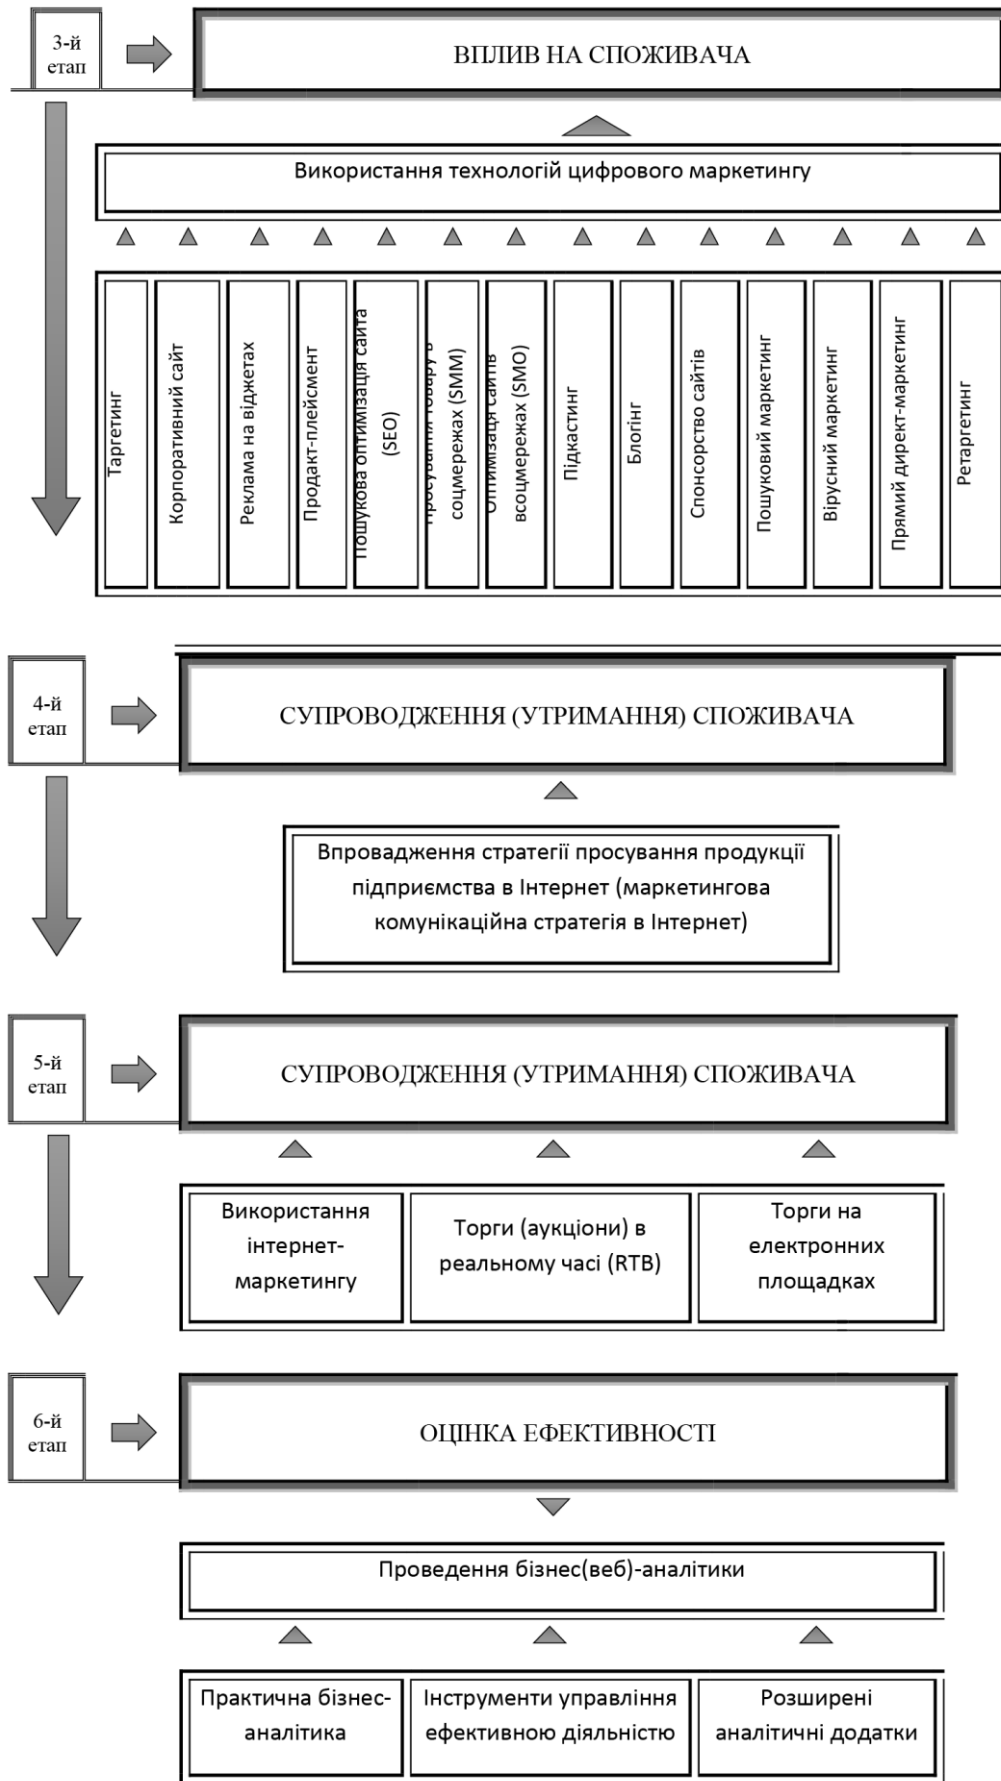 3-й
етап
ВПЛИВ НА СПОЖИВАЧА
Використання технологій цифрового маркетингу
Таргетинг
Корпоративний сайт
Реклама на віджетах
Продакт-плейсмент
Пошукова оптимізація сайта
(SEO)
Просування товару в
соцмережах (SMM)
Оптимізація сайтів
всоцмережах (SMO)
Підкастинг
Блогінг
Спонсорство сайтів
Пошуковий маркетинг
Вірусний маркетинг
Прямий директ-маркетинг
Ретаргетинг
4-й
етап
СУПРОВОДЖЕННЯ (УТРИМАННЯ) СПОЖИВАЧА
Впровадження стратегії просування продукції
підприємства в Інтернет (маркетингова
комунікаційна стратегія в Інтернет)
5-й
етап
СУПРОВОДЖЕННЯ (УТРИМАННЯ) СПОЖИВАЧА
Використання
інтернет-
маркетингу
Торги (аукціони) в
реальному часі (RTB)
Торги на
електронних
площадках
6-й
етап
ОЦІНКА ЕФЕКТИВНОСТІ
Проведення бізнес(веб)-аналітики
Практична бізнес-
аналітика
Інструменти управління
ефективною діяльністю
Розширені
аналітичні додатки